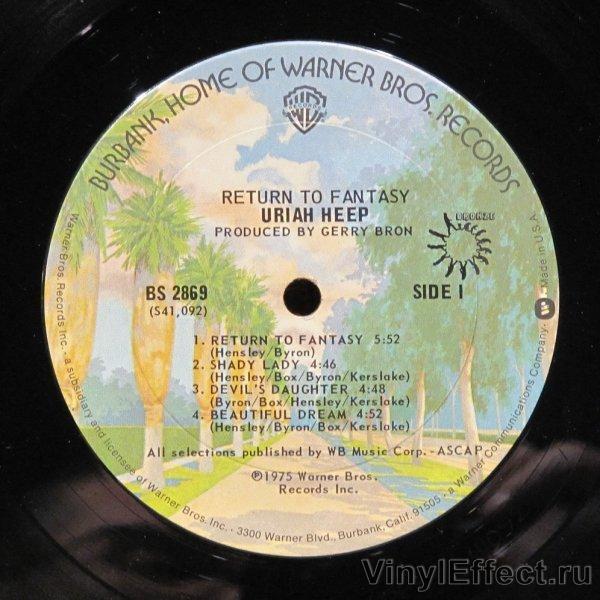 BURBANK, HOME OF WARNER BROS. RECORDS
WB
RECORDS
RETURN TO FANTASY
URIAH HEEP
PRODUCED BY GERRY BRON
BRONZE
BS 2869
(S41,092)
SIDE 1
1. RETURN TO FANTASY 5:52
(Hensley/Byron)
2. SHADY LADY 4:46
(Hensley/Box/Byron/Kerslake)
3. DEVIL'S DAUGHTER 4:48
(Byron/Box/Hensley/Kerslake)
4. BEAUTIFUL DREAM 4:52
(Hensley/Byron/Box/Kerslake)
All selections published by WB Music Corp. -ASCAP
℗1975 Warner Bros.
Records Inc.
Warner Bros. Records Inc. - a subsidiary and licensee of Warner Bros. Inc. - 3300 Warner Blvd., Burbank, Calif. 91505 - a Warner Communications Company. Made in U.S.A.
VinylEffect.ru